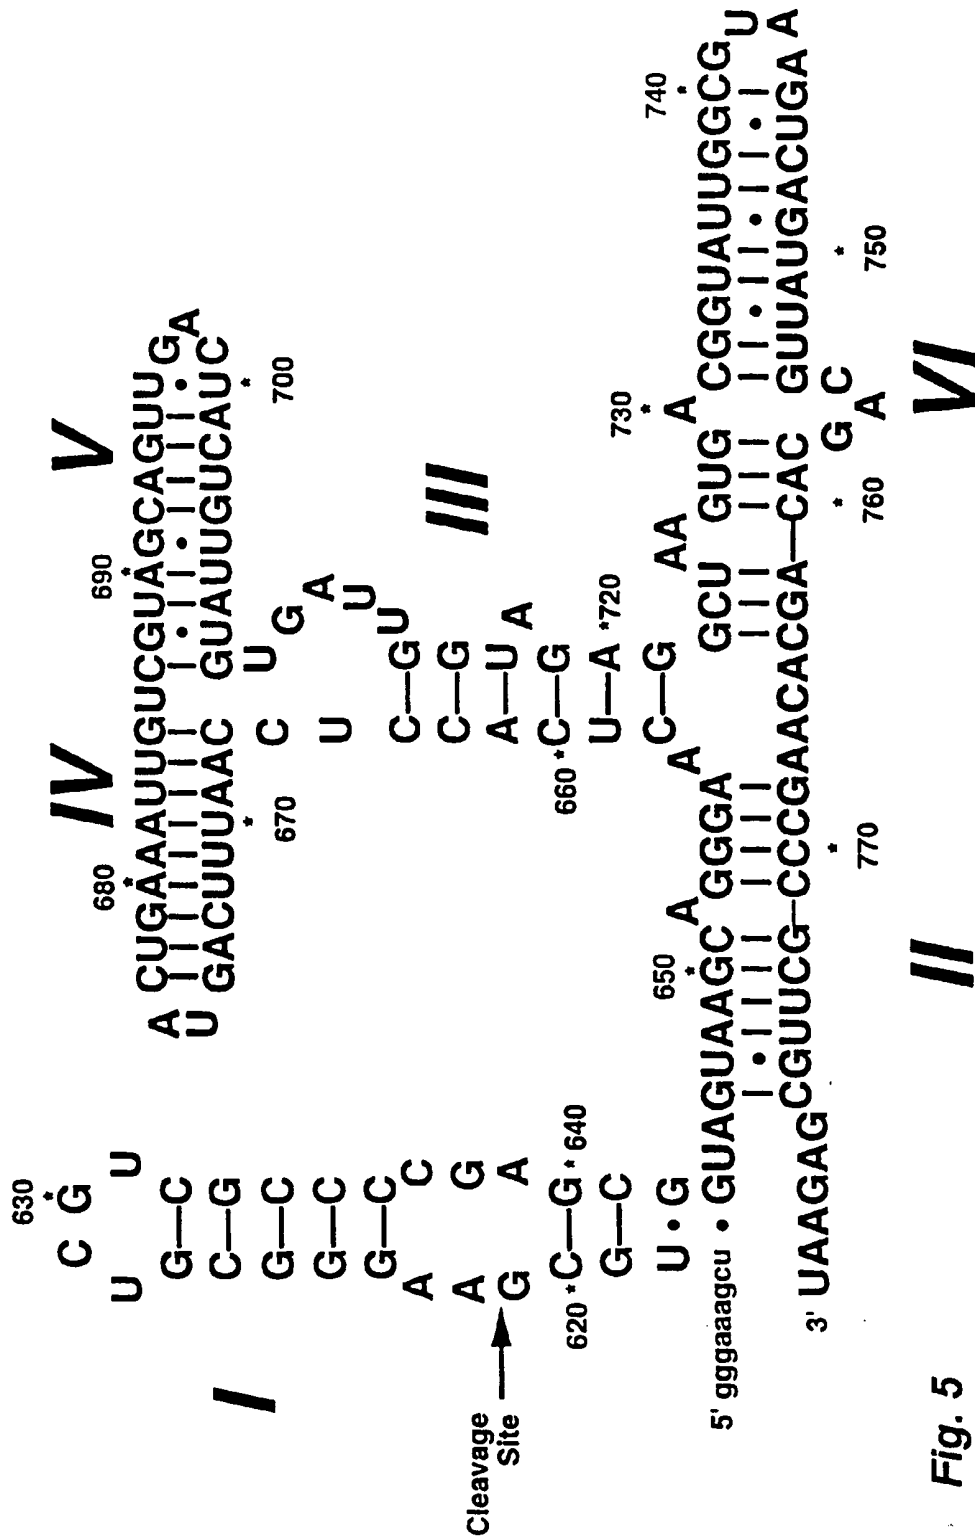 630
*
C G
U U
G—C
C—G
G—C
G—C
G—C
A C
A G
G A
620 * C—G * 640
G—C
U • G
I
Cleavage
Site
IV
V
680
690
*
*
CUGAAAUUGUCGUAGCAGUU
G
A
A
U
GACUUUAAC GUAUUGUCAUC
*
670
*
700
C U
G
A
U U
U
C—G
C—G
A—U
A
660 * C—G
U—A * 720
C—G
III
650
*
730
*
740
*
5' gggaaagcu • GUAGUAAGC A GGGA A GCU AA GUG A CGGUAUUGGCG
U
A
3' UAAGAG CGUUCG—CCCGAACACGA—CAC G A C GUUAUGACUGA
*
770
*
760
*
750
II
VI
Fig. 5